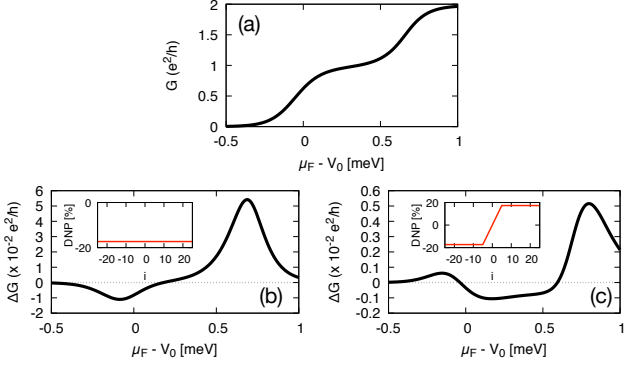 (a)
G (e²/h)
2
1.5
1
0.5
0
-0.5 0 0.5 1
μF - V0 [meV]
ΔG (x 10⁻² e²/h)
6
5
4
3
2
1
0
-1
-2
-0.5 0 0.5 1
μF - V0 [meV]
DNP [%]
0
-20
-20 -10 0 10 20
i
(b)
ΔG (x 10⁻² e²/h)
0.6
0.5
0.4
0.3
0.2
0.1
0
-0.1
-0.2
-0.5 0 0.5 1
μF - V0 [meV]
DNP [%]
20
0
-20
-20 -10 0 10 20
i
(c)